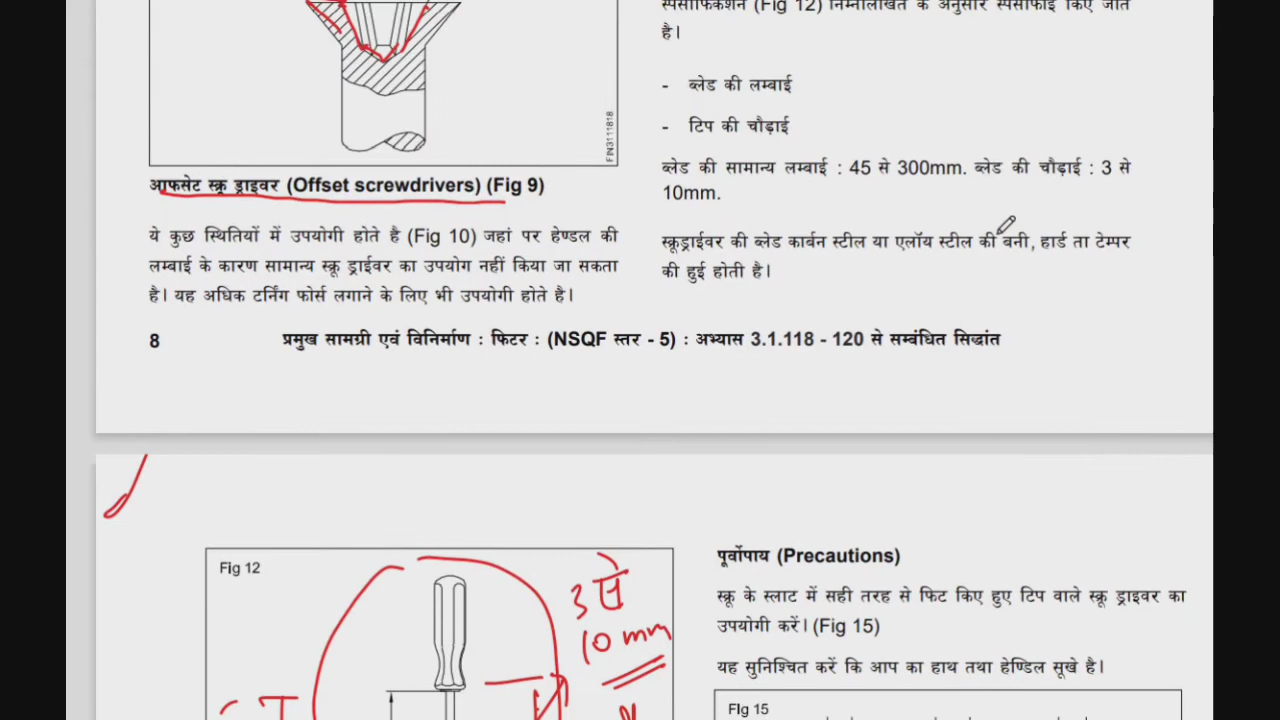 FIN3111818
आफसेट स्क्रू ड्राइवर (Offset screwdrivers) (Fig 9)
ये कुछ स्थितियों में उपयोगी होते है (Fig 10) जहां पर हेण्डल की
लम्बाई के कारण सामान्य स्क्रू ड्राईवर का उपयोग नहीं किया जा सकता
है। यह अधिक टर्निंग फोर्स लगाने के लिए भी उपयोगी होते है।
स्पेसीफिकेशन (Fig 12) निम्नलिखित के अनुसार स्पेसीफाई किए जाते
है।
- ब्लेड की लम्बाई
- टिप की चौड़ाई
ब्लेड की सामान्य लम्बाई : 45 से 300mm. ब्लेड की चौड़ाई : 3 से
10mm.
स्क्रूड्राईवर की ब्लेड कार्बन स्टील या एलॉय स्टील की बनी, हार्ड ता टेम्पर
की हुई होती है।
8 प्रमुख सामग्री एवं विनिर्माण : फिटर : (NSQF स्तर - 5) : अभ्यास 3.1.118 - 120 से सम्बंधित सिद्धांत
Fig 12
3 से
10 mm
पूर्वोपाय (Precautions)
स्क्रू के स्लाट में सही तरह से फिट किए हुए टिप वाले स्क्रू ड्राइवर का
उपयोग करें। (Fig 15)
यह सुनिश्चित करें कि आप का हाथ तथा हेण्डिल सूखे है।
Fig 15